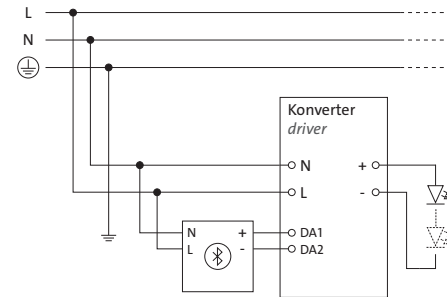 L
N
Konverter
driver
N +
L -
N + DA1
L - DA2